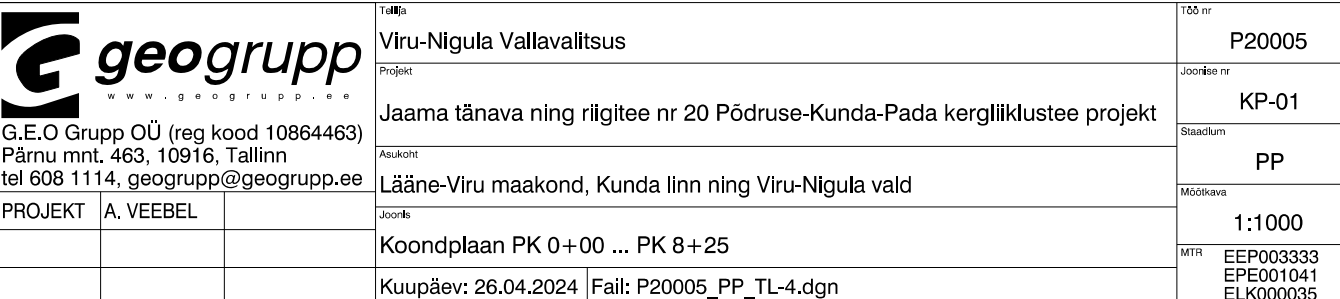 geogrupp
www.geogrupp.ee
G.E.O Grupp OÜ (reg kood 10864463)
Pärnu mnt. 463, 10916, Tallinn
tel 608 1114, geogrupp@geogrupp.ee
PROJEKT A. VEEBEL
Tellija
Viru-Nigula Vallavalitsus
Projekt
Jaama tänava ning riigitee nr 20 Põdruse-Kunda-Pada kergliiklustee projekt
Asukoht
Lääne-Viru maakond, Kunda linn ning Viru-Nigula vald
Joonis
Koondplaan PK 0+00 ... PK 8+25
Kuupäev: 26.04.2024 Fail: P20005_PP_TL-4.dgn
Töö nr
P20005
Joonise nr
KP-01
Staadium
PP
Mõõtkava
1:1000
MTR EEP003333
EPE001041
ELK000035